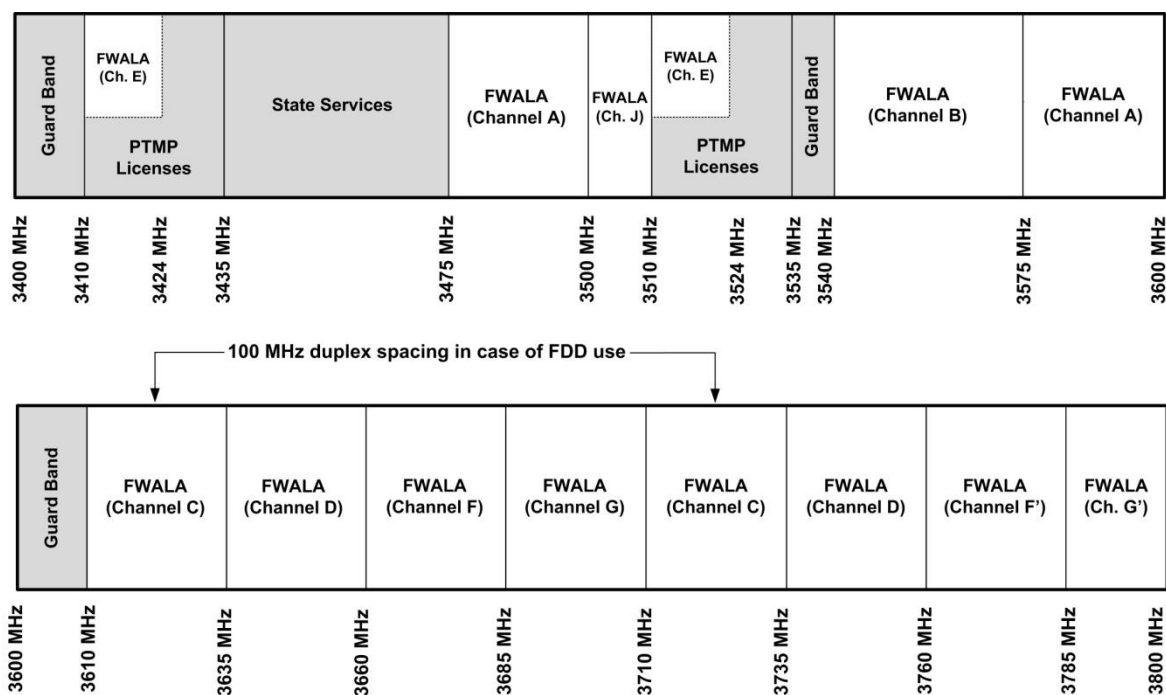 Guard Band
FWALA
(Ch. E)
PTMP
Licenses
State Services
FWALA
(Channel A)
FWALA
(Ch. J)
FWALA
(Ch. E)
PTMP
Licenses
Guard Band
FWALA
(Channel B)
FWALA
(Channel A)
3400 MHz
3410 MHz
3424 MHz
3435 MHz
3475 MHz
3500 MHz
3510 MHz
3524 MHz
3535 MHz
3540 MHz
3575 MHz
3600 MHz
100 MHz duplex spacing in case of FDD use
Guard Band
FWALA
(Channel C)
FWALA
(Channel D)
FWALA
(Channel F)
FWALA
(Channel G)
FWALA
(Channel C)
FWALA
(Channel D)
FWALA
(Channel F’)
FWALA
(Ch. G’)
3600 MHz
3610 MHz
3635 MHz
3660 MHz
3685 MHz
3710 MHz
3735 MHz
3760 MHz
3785 MHz
3800 MHz